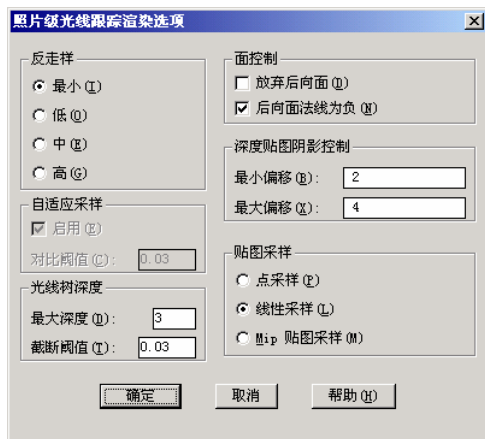 照片级光线跟踪渲染选项
反走样
最小(I)
低(O)
中(E)
高(G)
自适应采样
启用(E)
对比阈值(C): 0.03
光线树深度
最大深度(D): 3
截断阈值(T): 0.03
面控制
放弃后向面(D)
后向面法线为负(N)
深度贴图阴影控制
最小偏移(B): 2
最大偏移(X): 4
贴图采样
点采样(P)
线性采样(L)
Mip 贴图采样(M)
确定
取消
帮助(H)